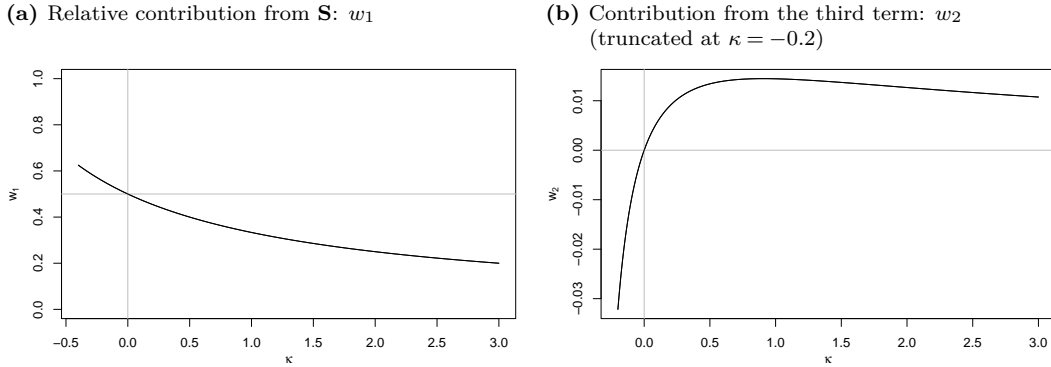 (a) Relative contribution from S: w₁
(b) Contribution from the third term: w₂
(truncated at κ = −0.2)
1.0
0.8
0.6
0.4
0.2
0.0
w₁
−0.5 0.0 0.5 1.0 1.5 2.0 2.5 3.0
κ
0.01
0.00
−0.01
−0.02
−0.03
w₂
0.0 0.5 1.0 1.5 2.0 2.5 3.0
κ